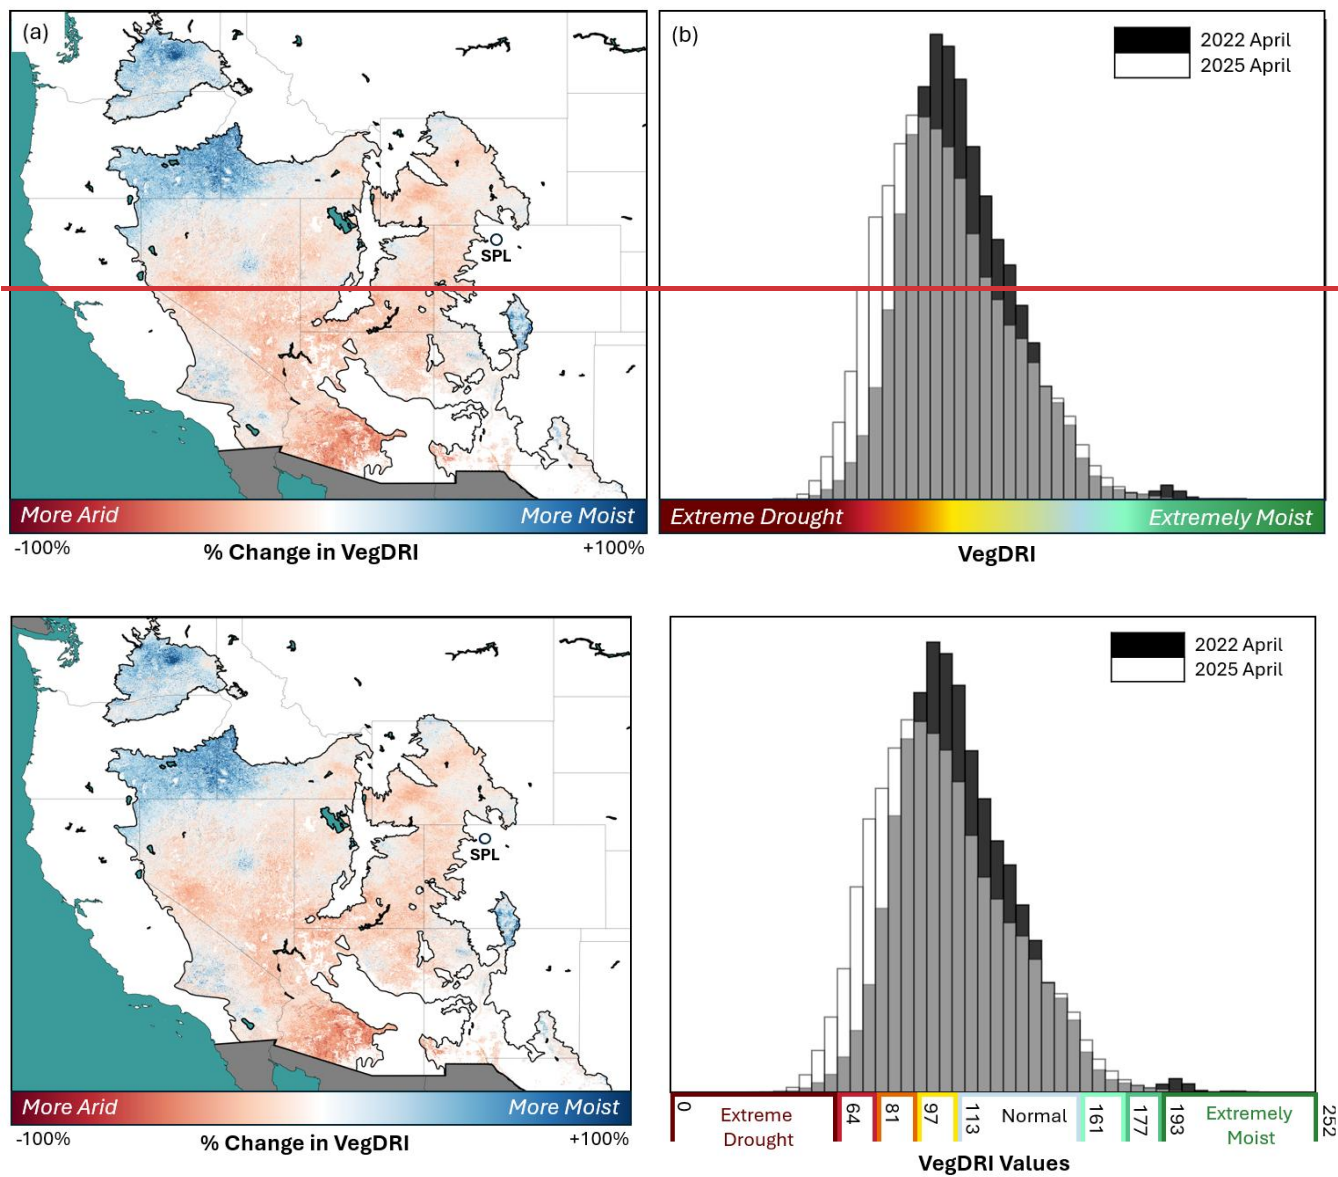 (a)
SPL
More Arid
More Moist
-100%
% Change in VegDRI
+100%
(b)
2022 April
2025 April
Extreme Drought
Extremely Moist
VegDRI
SPL
More Arid
More Moist
-100%
% Change in VegDRI
+100%
2022 April
2025 April
0
Extreme
Drought
64
81
97
113
Normal
161
177
193
Extremely
Moist
252
VegDRI Values